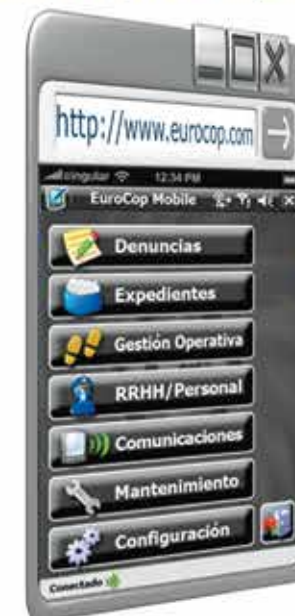 http://www.eurocop.com
cingular 12:34 PM
EuroCop Mobile
Denuncias
Expedientes
Gestión Operativa
RRHH/Personal
Comunicaciones
Mantenimiento
Configuración
Conectado